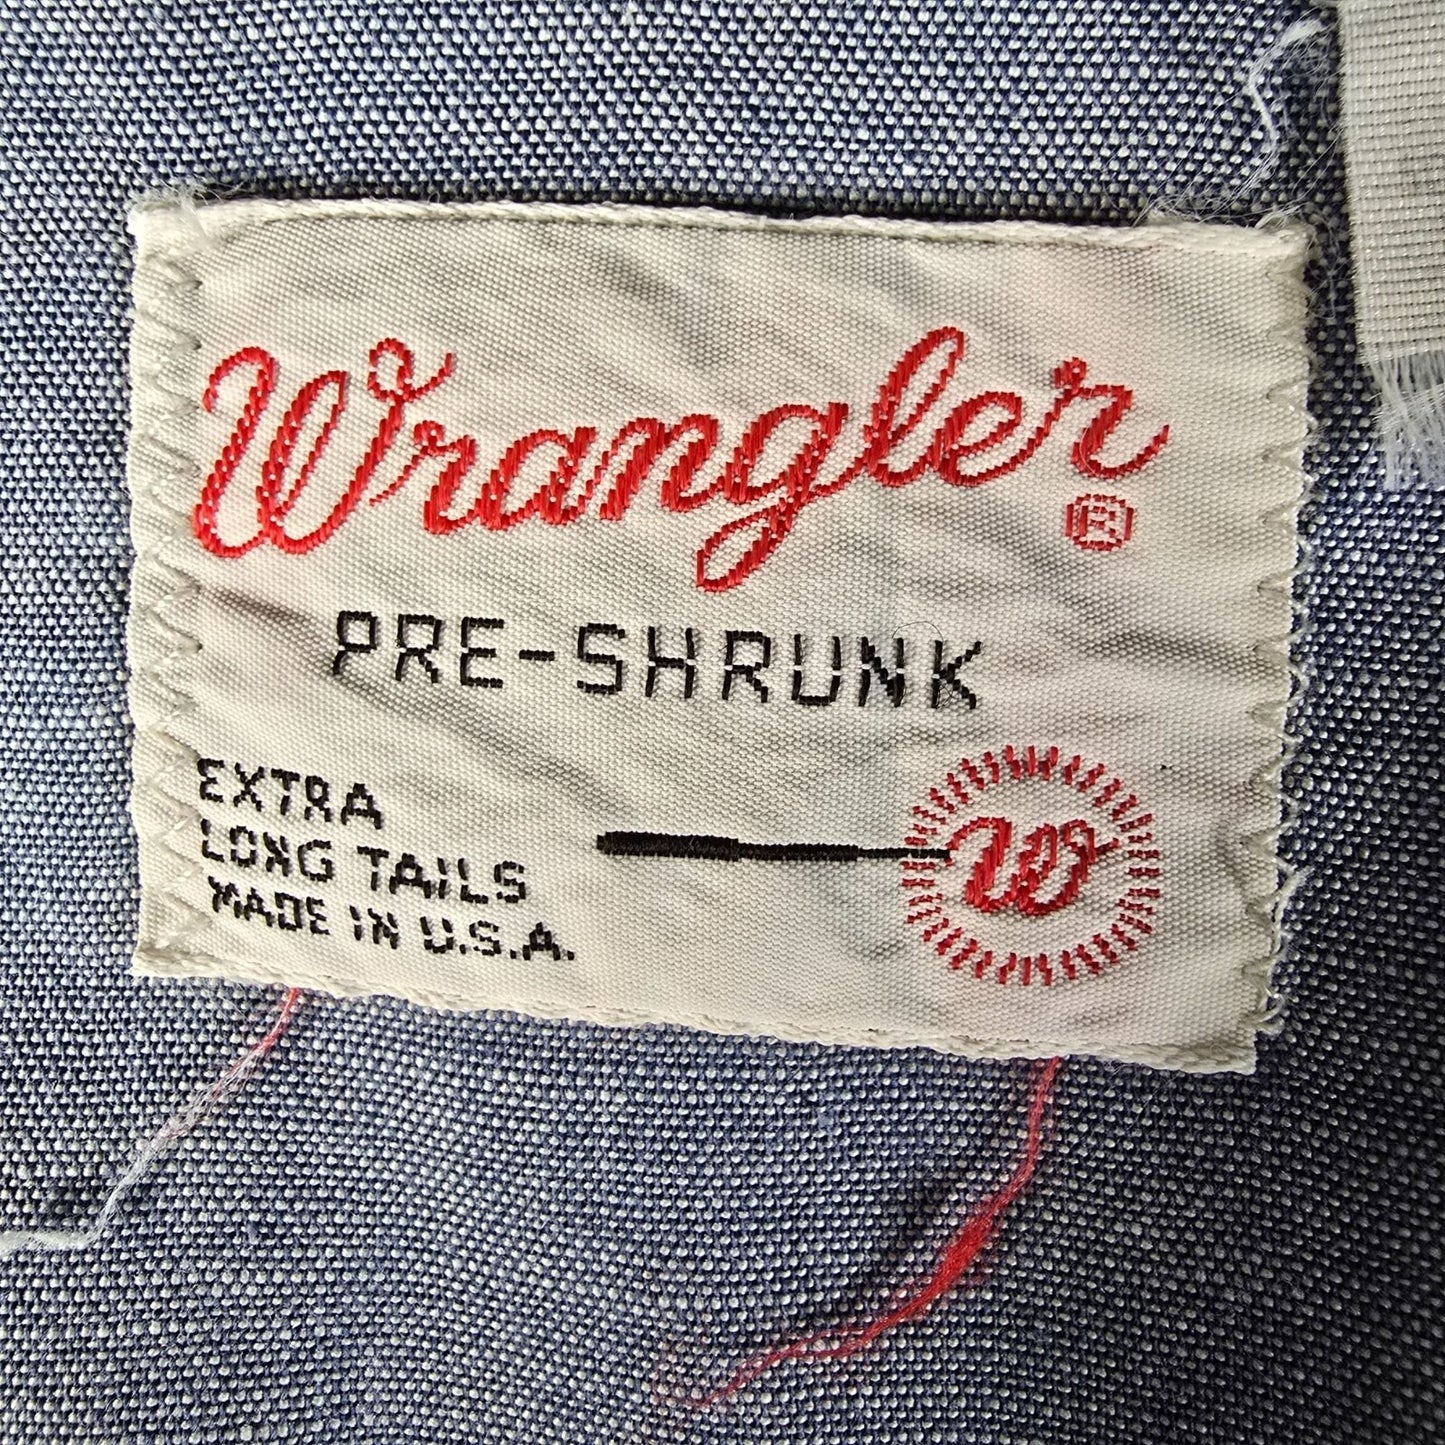 Wrangler®
PRE-SHRUNK
EXTRA
LONG TAILS
MADE IN U.S.A.
W